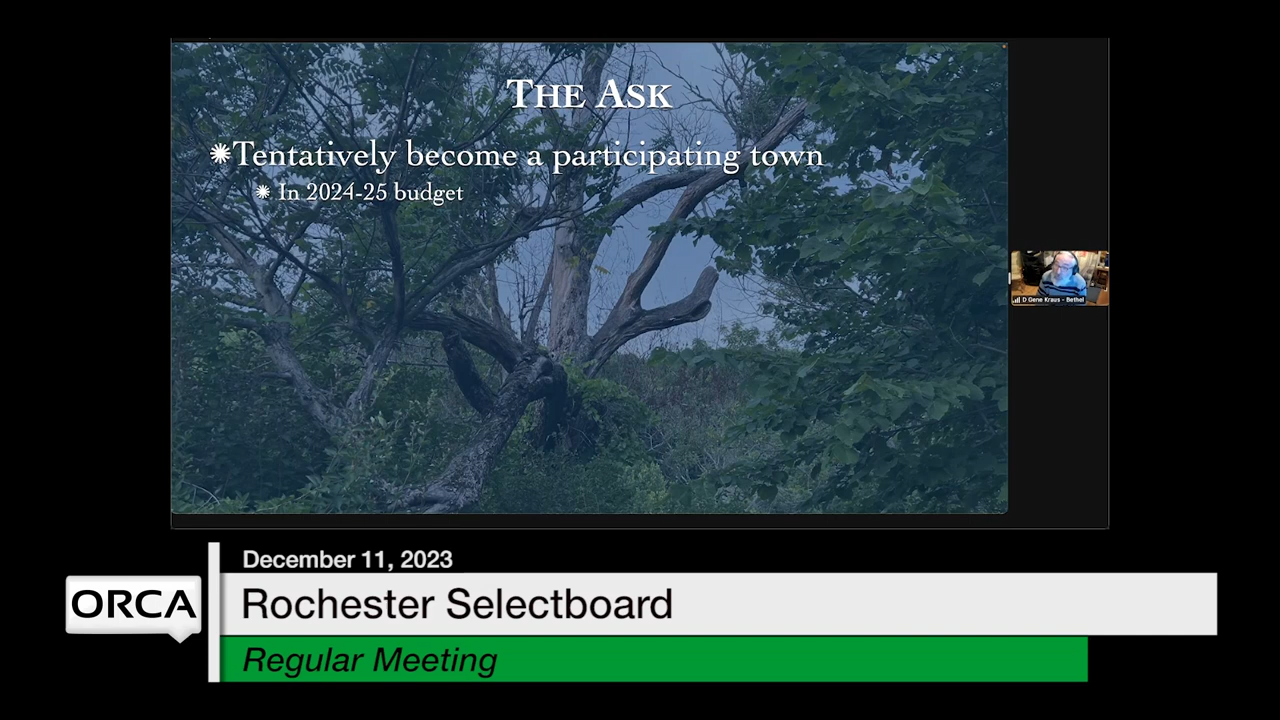 THE ASK
Tentatively become a participating town
In 2024-25 budget
D Gene Kraus - Bethel
December 11, 2023
ORCA
Rochester Selectboard
Regular Meeting